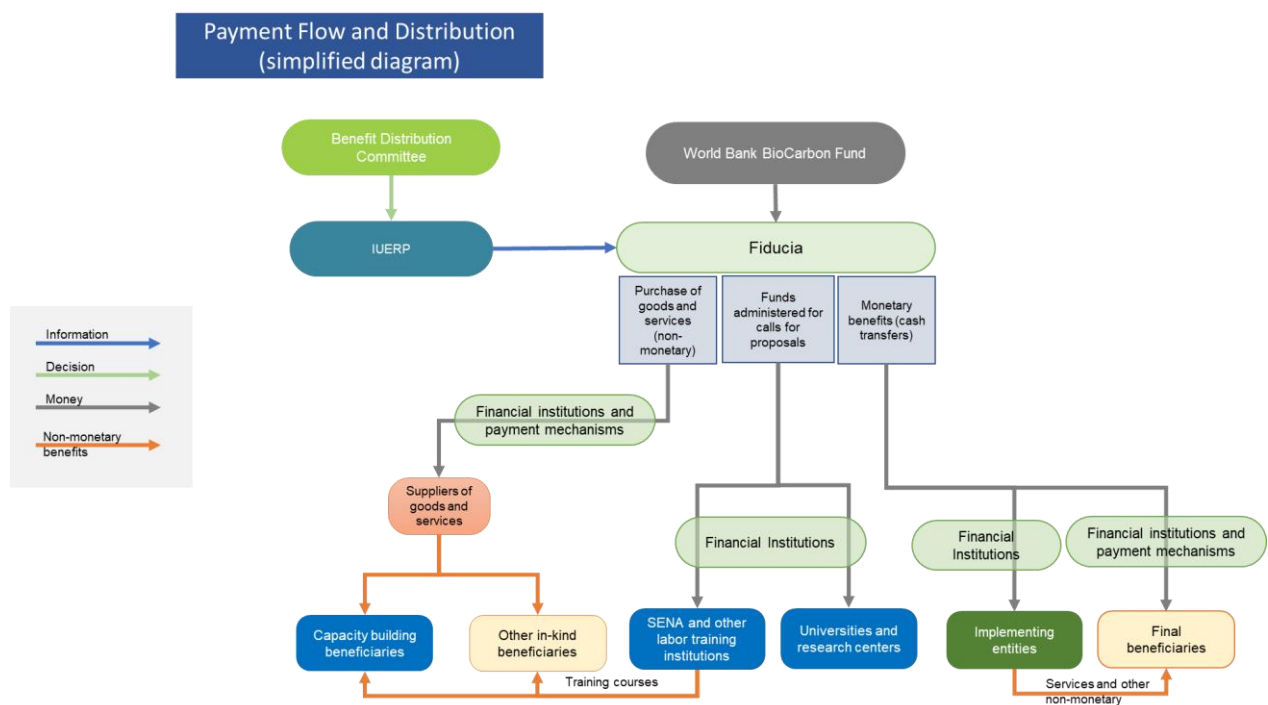 Payment Flow and Distribution
(simplified diagram)
Benefit Distribution
Committee
World Bank BioCarbon Fund
IUERP
Fiducia
Purchase of
goods and
services
(non-
monetary)
Funds
administered for
calls for
proposals
Monetary
benefits (cash
transfers)
Information
Decision
Money
Non-monetary
benefits
Financial institutions and
payment mechanisms
Suppliers of
goods and
services
Financial Institutions
Financial
Institutions
Financial institutions and
payment mechanisms
Capacity building
beneficiaries
Other in-kind
beneficiaries
SENA and other
labor training
institutions
Universities and
research centers
Implementing
entities
Final
beneficiaries
Training courses
Services and other
non-monetary